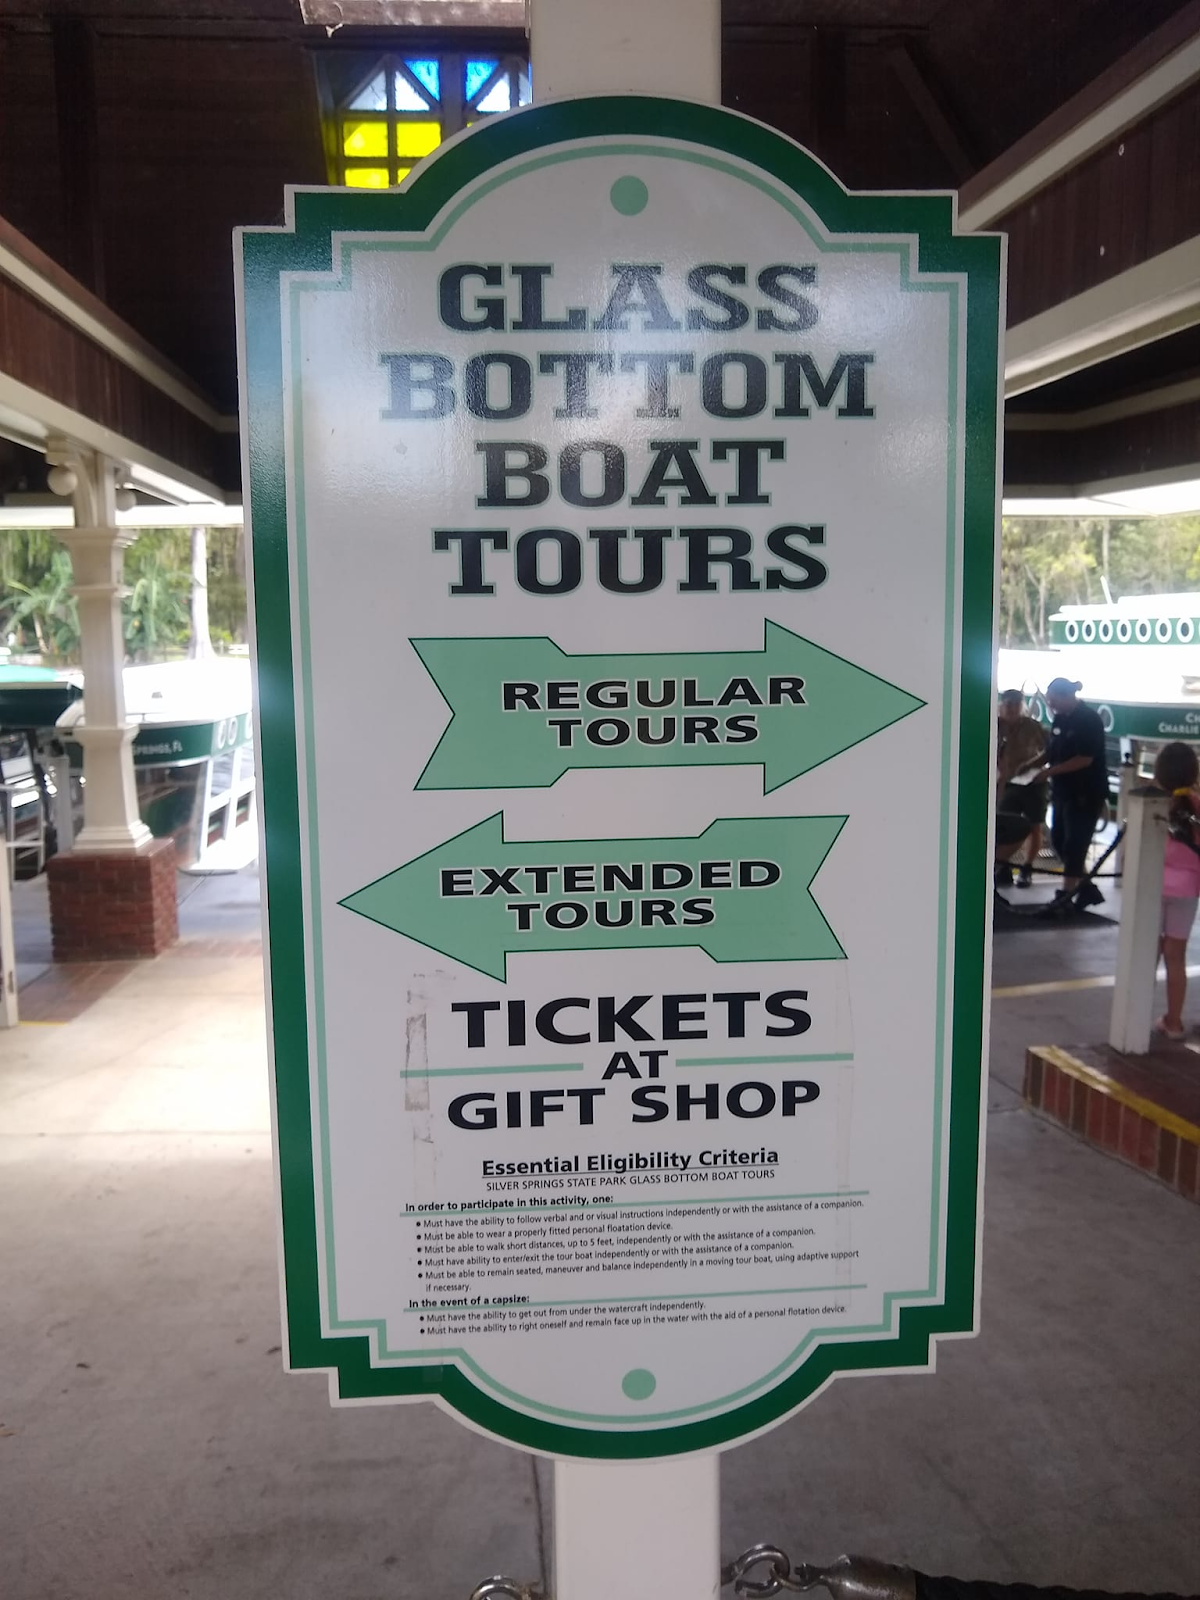 GLASS
BOTTOM
BOAT
TOURS
REGULAR
TOURS
EXTENDED
TOURS
TICKETS
AT
GIFT SHOP
Essential Eligibility Criteria
SILVER SPRINGS STATE PARK GLASS BOTTOM BOAT TOURS
In order to participate in this activity, one:
• Must have the ability to follow verbal and or visual instructions independently or with the assistance of a companion.
• Must be able to wear a properly fitted personal floatation device.
• Must be able to walk short distances, up to 5 feet, independently or with the assistance of a companion.
• Must have ability to enter/exit the tour boat independently or with the assistance of a companion.
• Must be able to remain seated, maneuver and balance independently in a moving tour boat, using adaptive support
if necessary.
In the event of a capsize:
• Must have the ability to get out from under the watercraft independently.
• Must have the ability to right oneself and remain face up in the water with the aid of a personal flotation device.
SPRINGS, FL
CHARLIE